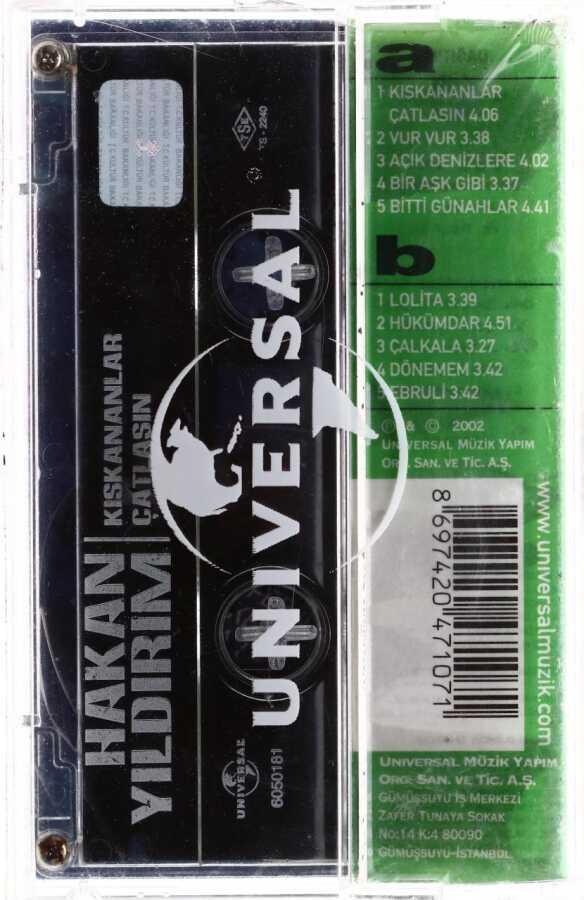 a
1 KISKANANLAR
ÇATLASIN 4.06
2 VUR VUR 3.38
3 AÇIK DENİZLERE 4.02
4 BİR AŞK GİBİ 3.37
5 BİTTİ GÜNAHLAR 4.41
b
1 LOLİTA 3.39
2 HÜKÜMDAR 4.51
3 ÇALKALA 3.27
4 DÖNEMEM 3.42
5 EBRULİ 3.42
℗ & © 2002
UNIVERSAL MÜZİK YAPIM
ORG. SAN. VE TİC. A.Ş.
8 697420 471071
www.universalmuzik.com
UNIVERSAL MÜZİK YAPIM
ORG. SAN. VE TİC. A.Ş.
GÜMÜŞSUYU İŞ MERKEZİ
ZAFER TUNAYA SOKAK
NO:14 K:4 80090
GÜMÜŞSUYU-İSTANBUL
UNIVERSAL
HAKAN
YILDIRIM
KISKANANLAR
ÇATLASIN
TSE
TS - 2240
UNIVERSAL
6050181